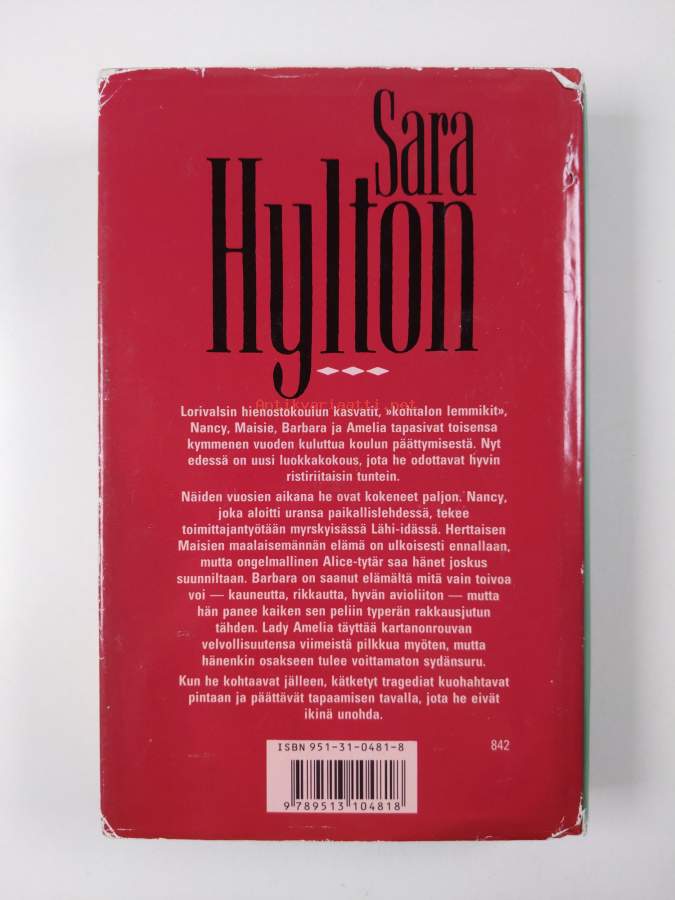 Sara
Hylton
Antikvariaatti.net
Lorivalsin hienostokoulun kasvatit, »kohtalon lemmikit»,
Nancy, Maisie, Barbara ja Amelia tapasivat toisensa
kymmenen vuoden kuluttua koulun päättymisestä. Nyt
edessä on uusi luokkakokous, jota he odottavat hyvin
ristiriitaisin tuntein.
Näiden vuosien aikana he ovat kokeneet paljon. Nancy,
joka aloitti uransa paikallislehdessä, tekee
toimittajantyötään myrskyisässä Lähi-idässä. Herttaisen
Maisien maalaisemännän elämä on ulkoisesti ennallaan,
mutta ongelmallinen Alice-tytär saa hänet joskus
suunniltaan. Barbara on saanut elämältä mitä vain toivoa
voi — kauneutta, rikkautta, hyvän avioliiton — mutta
hän panee kaiken sen peliin typerän rakkausjutun
tähden. Lady Amelia täyttää kartanonrouvan
velvollisuutensa viimeistä pilkkua myöten, mutta
hänenkin osakseen tulee voittamaton sydänsuru.
Kun he kohtaavat jälleen, kätketyt tragediat kuohahtavat
pintaan ja päättävät tapaamisen tavalla, jota he eivät
ikinä unohda.
ISBN 951-31-0481-8
842
9 789513 104818